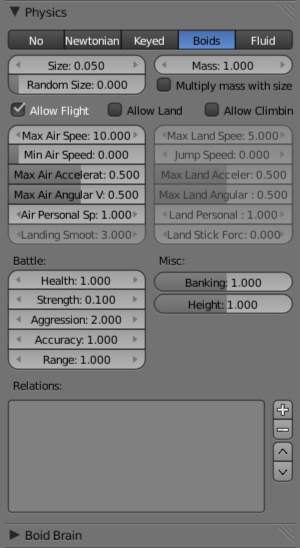 Physics
No Newtonian Keyed Boids Fluid
Size: 0.050 Mass: 1.000
Random Size: 0.000 Multiply mass with size
Allow Flight Allow Land Allow Climbin
Max Air Spee: 10.000 Max Land Spee: 5.000
Min Air Speed: 0.000 Jump Speed: 0.000
Max Air Accelerat: 0.500 Max Land Acceler: 0.500
Max Air Angular V: 0.500 Max Land Angular : 0.500
Air Personal Sp: 1.000 Land Personal : 1.000
Landing Smoot: 3.000 Land Stick Forc: 0.000
Battle: Misc:
Health: 1.000 Banking: 1.000
Strength: 0.100 Height: 1.000
Aggression: 2.000
Accuracy: 1.000
Range: 1.000
Relations:
Boid Brain